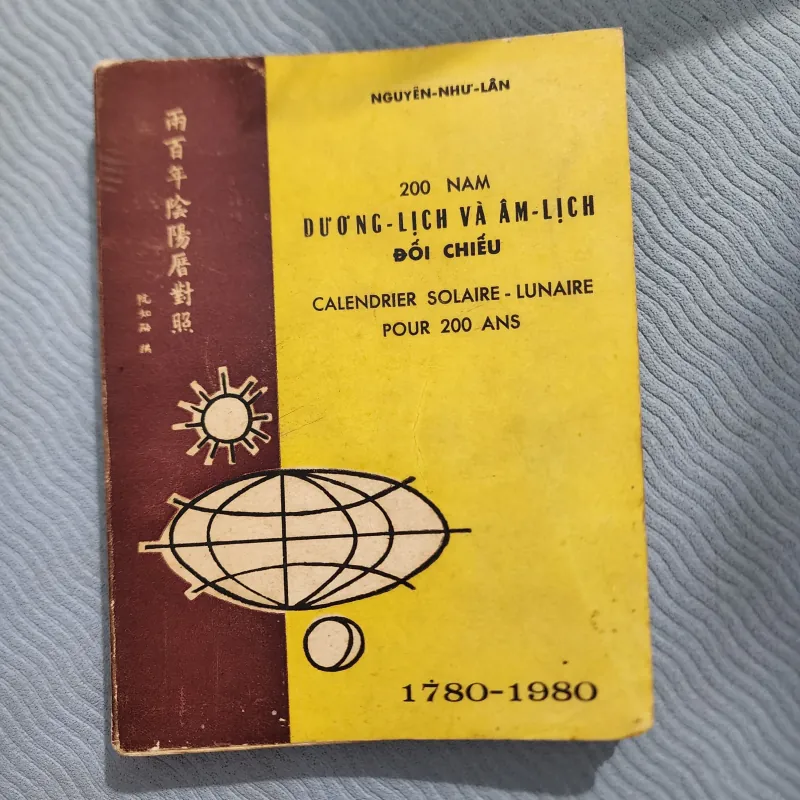 NGUYỄN-NHƯ-LÂN
200 NAM
DƯƠNG-LỊCH VÀ ÂM-LỊCH
ĐỐI CHIẾU
CALENDRIER SOLAIRE-LUNAIRE
POUR 200 ANS
兩百年陰陽曆對照
阮如璘 撰
1780-1980